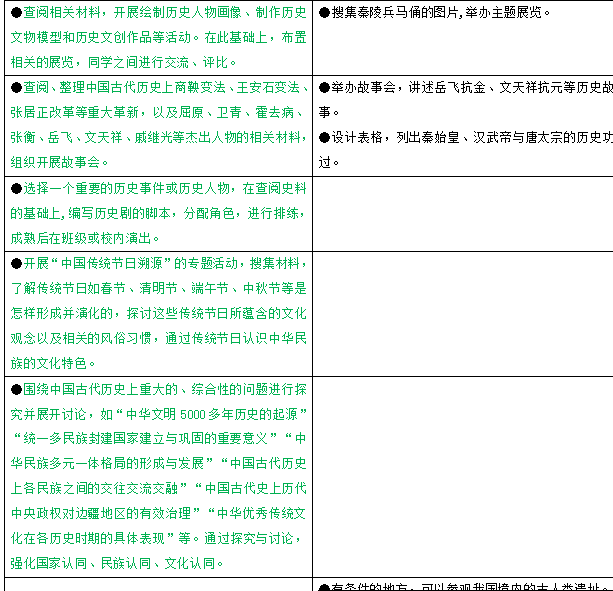 ●查阅相关材料，开展绘制历史人物画像、制作历史
文物模型和历史文创作品等活动。在此基础上，布置
相关的展览，同学之间进行交流、评比。
●搜集秦陵兵马俑的图片,举办主题展览。
●查阅、整理中国古代历史上商鞅变法、王安石变法、
张居正改革等重大革新，以及屈原、卫青、霍去病、
张衡、岳飞、文天祥、戚继光等杰出人物的相关材料，
组织开展故事会。
●举办故事会，讲述岳飞抗金、文天祥抗元等历史故
事。
●设计表格，列出秦始皇、汉武帝与唐太宗的历史功
过。
●选择一个重要的历史事件或历史人物，在查阅史料
的基础上,编写历史剧的脚本，分配角色，进行排练，
成熟后在班级或校内演出。
●开展“中国传统节日溯源”的专题活动，搜集材料，
了解传统节日如春节、清明节、端午节、中秋节等是
怎样形成并演化的，探讨这些传统节日所蕴含的文化
观念以及相关的风俗习惯，通过传统节日认识中华民
族的文化特色。
●围绕中国古代历史上重大的、综合性的问题进行探
究并展开讨论，如“中华文明 5000 多年历史的起源”
“统一多民族封建国家建立与巩固的重要意义”“中
华民族多元一体格局的形成与发展”“中国古代历史
上各民族之间的交往交流交融”“中国古代史上历代
中央政权对边疆地区的有效治理”“中华优秀传统文
化在各历史时期的具体表现”等。通过探究与讨论，
强化国家认同、民族认同、文化认同。
●有条件的地方，可以参观我国境内的古人类遗址。